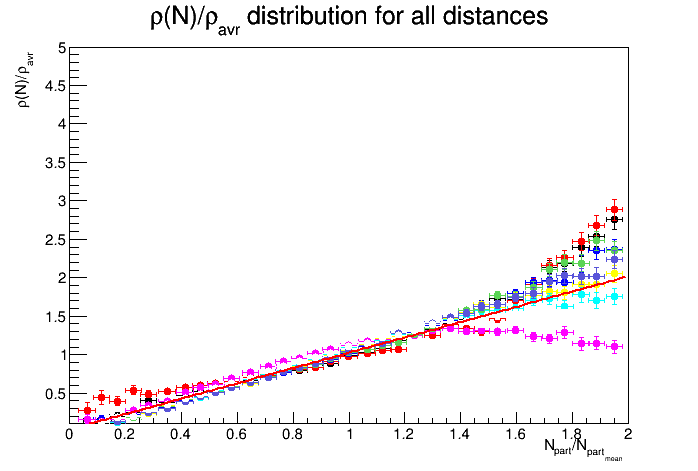 ρ(N)/ρavr distribution for all distances
ρ(N)/ρavr
5
4.5
4
3.5
3
2.5
2
1.5
1
0.5
0 0.2 0.4 0.6 0.8 1 1.2 1.4 1.6 1.8 2
Npart/Npartmean